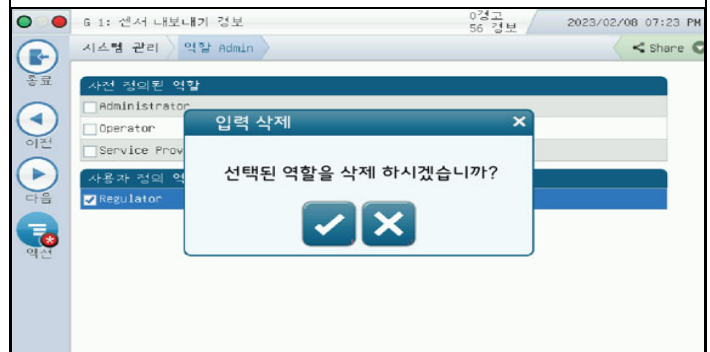 G 1: 센서 내보내기 경보
0경고
56 경보
2023/02/08 07:23 PM
시스템 관리
역할 Admin
Share
종료
이전
다음
액션
사전 정의된 역할
Administrator
Operator
Service Prov
사용자 정의 역
Regulator
입력 삭제
선택된 역할을 삭제 하시겠습니까?